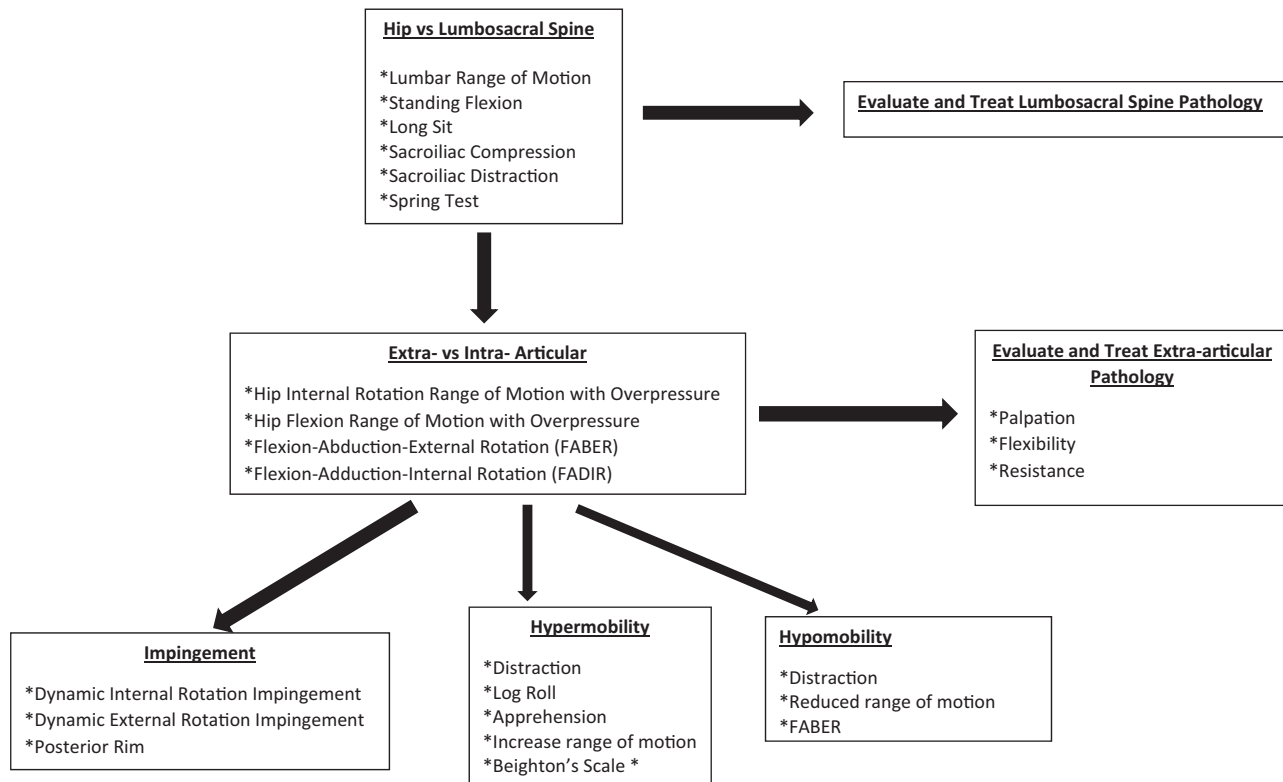 Hip vs Lumbosacral Spine
*Lumbar Range of Motion
*Standing Flexion
*Long Sit
*Sacroiliac Compression
*Sacroiliac Distraction
*Spring Test
Evaluate and Treat Lumbosacral Spine Pathology
Extra- vs Intra- Articular
*Hip Internal Rotation Range of Motion with Overpressure
*Hip Flexion Range of Motion with Overpressure
*Flexion-Abduction-External Rotation (FABER)
*Flexion-Adduction-Internal Rotation (FADIR)
Evaluate and Treat Extra-articular
Pathology
*Palpation
*Flexibility
*Resistance
Impingement
*Dynamic Internal Rotation Impingement
*Dynamic External Rotation Impingement
*Posterior Rim
Hypermobility
*Distraction
*Log Roll
*Apprehension
*Increase range of motion
*Beighton's Scale *
Hypomobility
*Distraction
*Reduced range of motion
*FABER